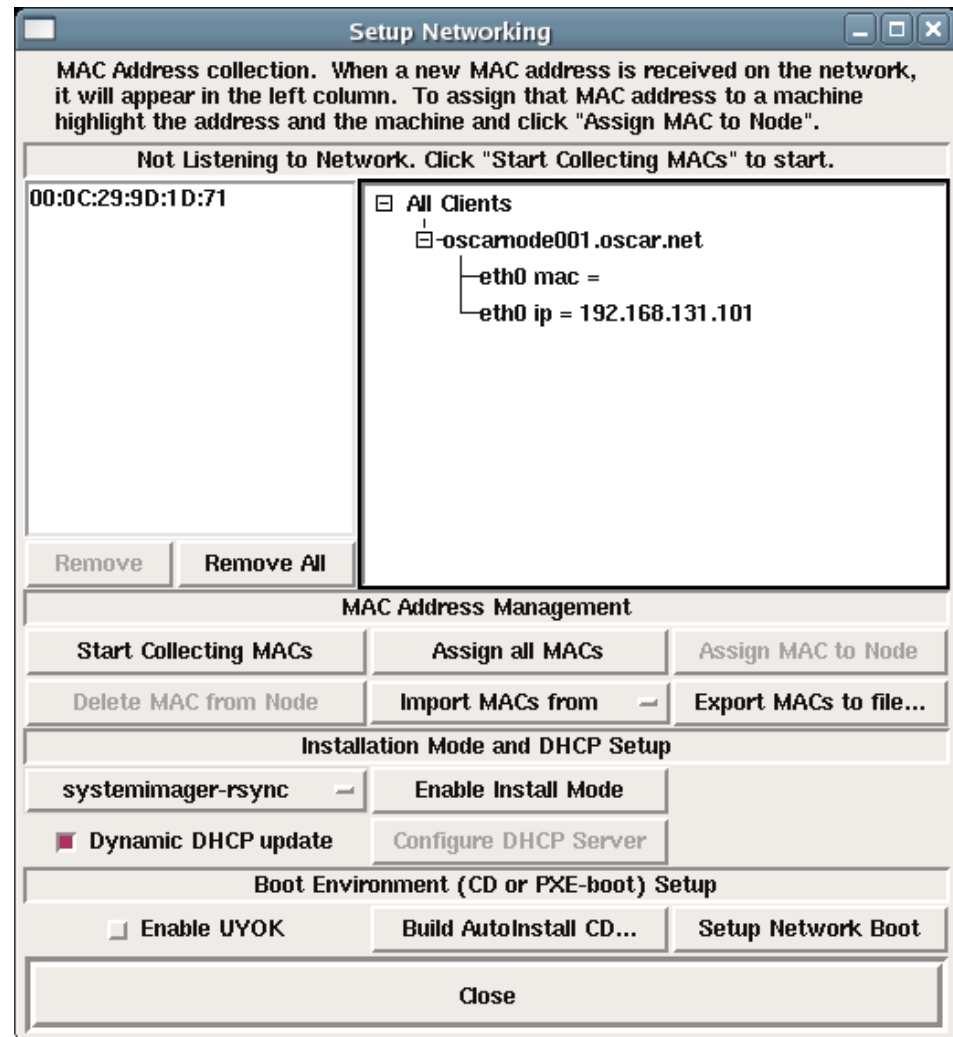 Setup Networking
MAC Address collection.  When a new MAC address is received on the network,
it will appear in the left column.  To assign that MAC address to a machine
highlight the address and the machine and click "Assign MAC to Node".
Not Listening to Network. Click "Start Collecting MACs" to start.
00:0C:29:9D:1D:71
All Clients
oscarnode001.oscar.net
eth0 mac =
eth0 ip = 192.168.131.101
Remove
Remove All
MAC Address Management
Start Collecting MACs
Assign all MACs
Assign MAC to Node
Delete MAC from Node
Import MACs from
Export MACs to file...
Installation Mode and DHCP Setup
systemimager-rsync
Enable Install Mode
Dynamic DHCP update
Configure DHCP Server
Boot Environment (CD or PXE-boot) Setup
Enable UYOK
Build AutoInstall CD...
Setup Network Boot
Close